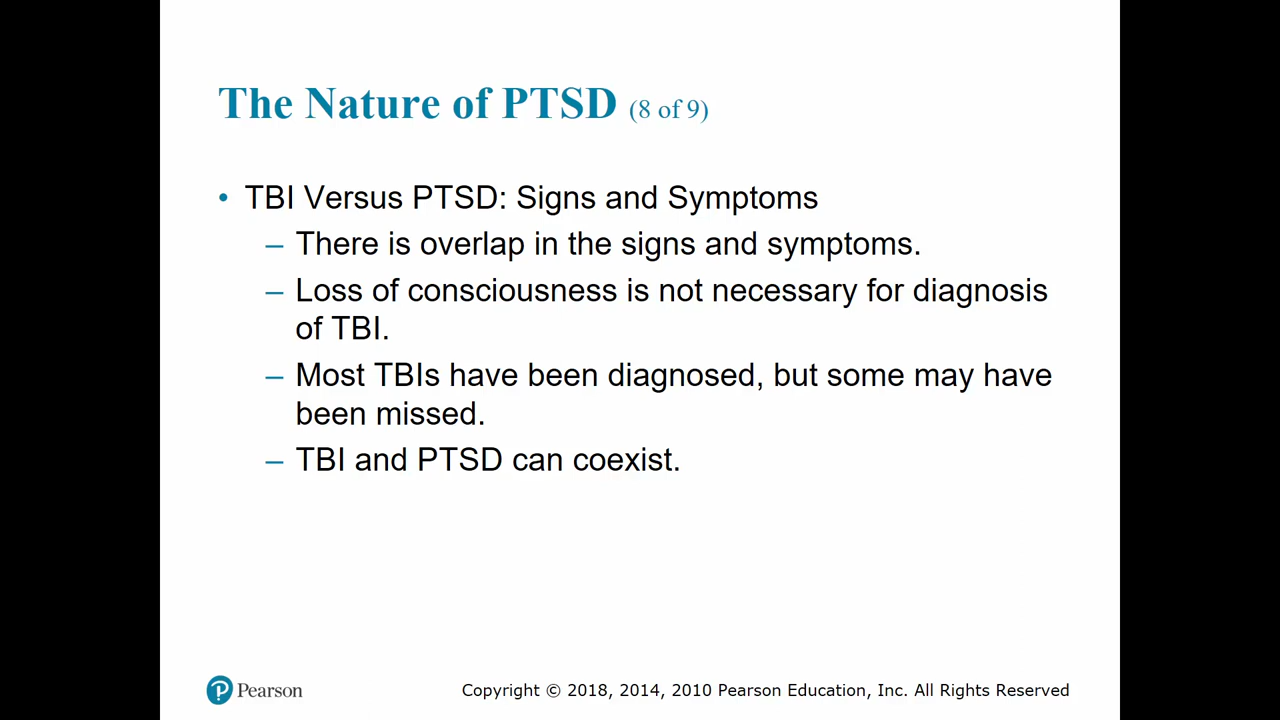 The Nature of PTSD (8 of 9)
• TBI Versus PTSD: Signs and Symptoms
– There is overlap in the signs and symptoms.
– Loss of consciousness is not necessary for diagnosis
of TBI.
– Most TBIs have been diagnosed, but some may have
been missed.
– TBI and PTSD can coexist.
P Pearson
Copyright © 2018, 2014, 2010 Pearson Education, Inc. All Rights Reserved